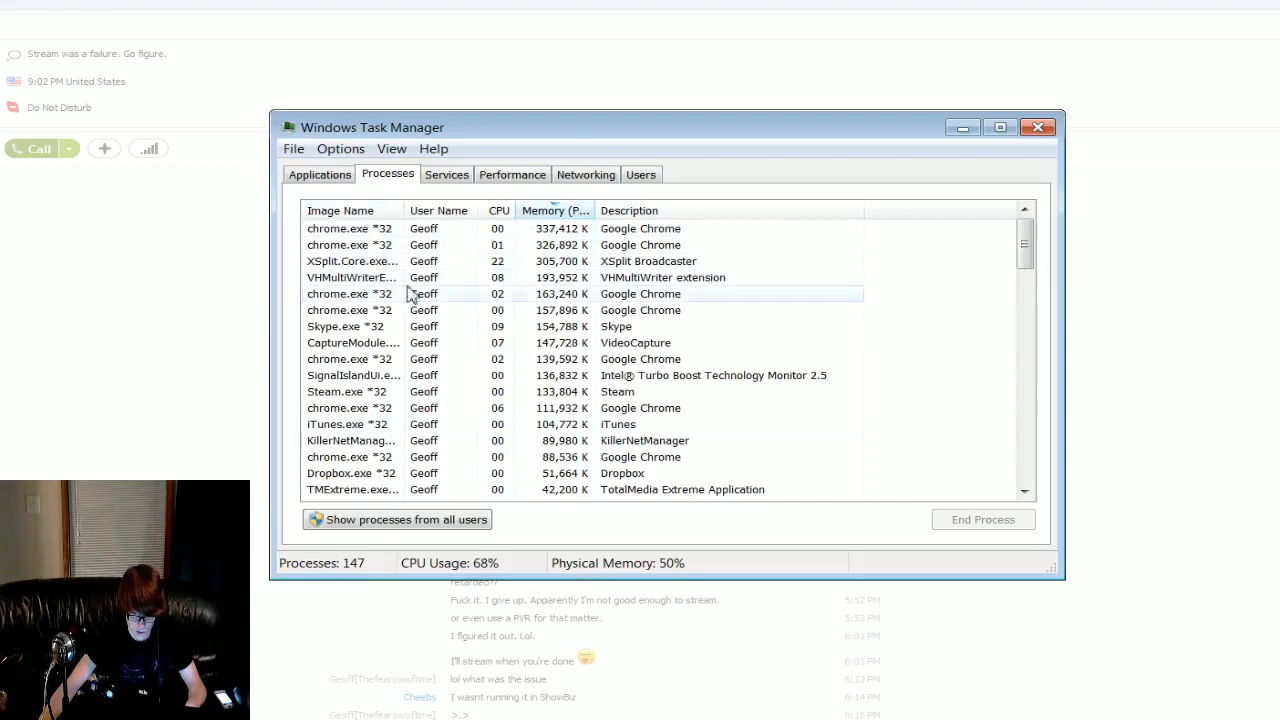 Stream was a failure. Go figure.
9:02 PM United States
Do Not Disturb
Call
Windows Task Manager
File Options View Help
Applications Processes Services Performance Networking Users
Image Name User Name CPU Memory (P... Description
chrome.exe *32 Geoff 00 337,412 K Google Chrome
chrome.exe *32 Geoff 01 326,892 K Google Chrome
XSplit.Core.exe... Geoff 22 305,700 K XSplit Broadcaster
VHMultiWriterE... Geoff 08 193,952 K VHMultiWriter extension
chrome.exe *32 Geoff 02 163,240 K Google Chrome
chrome.exe *32 Geoff 00 157,896 K Google Chrome
Skype.exe *32 Geoff 09 154,788 K Skype
CaptureModule.... Geoff 07 147,728 K VideoCapture
chrome.exe *32 Geoff 02 139,592 K Google Chrome
SignalIslandUi.e... Geoff 00 136,832 K Intel® Turbo Boost Technology Monitor 2.5
Steam.exe *32 Geoff 00 133,804 K Steam
chrome.exe *32 Geoff 06 111,932 K Google Chrome
iTunes.exe *32 Geoff 00 104,772 K iTunes
KillerNetManag... Geoff 00 89,980 K KillerNetManager
chrome.exe *32 Geoff 00 88,536 K Google Chrome
Dropbox.exe *32 Geoff 00 51,664 K Dropbox
TMExtreme.exe... Geoff 00 42,200 K TotalMedia Extreme Application
Show processes from all users End Process
Processes: 147 CPU Usage: 68% Physical Memory: 50%
retarded??
Fuck it. I give up. Apparently I'm not good enough to stream. 5:52 PM
or even use a PVR for that matter. 5:52 PM
I figured it out. Lol. 6:01 PM
I'll stream when you're done 6:01 PM
Geoff[Thefearowoftime] lol what was the issue 6:13 PM
Cheebs I wasnt running it in ShowBiz 6:14 PM
Geoff[Thefearowoftime] >.> 6:15 PM